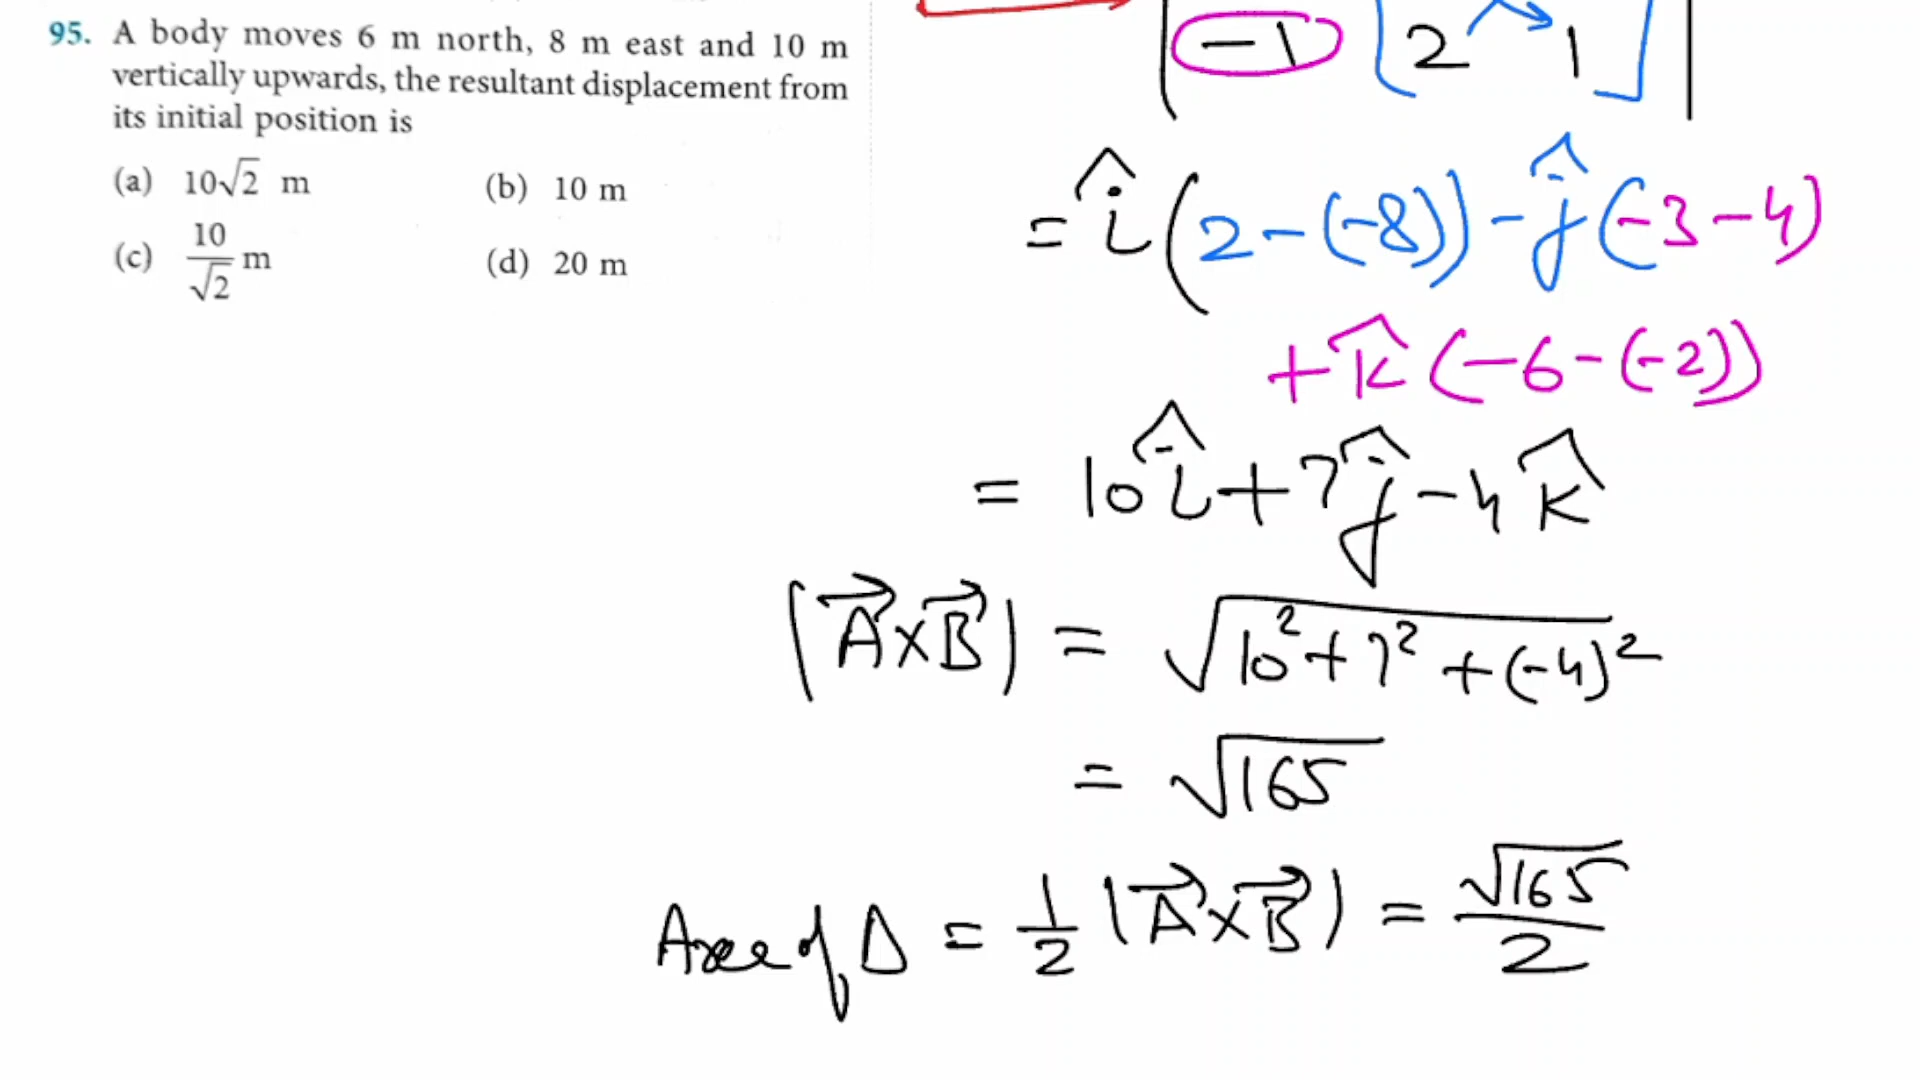 95. A body moves 6 m north, 8 m east and 10 m
vertically upwards, the resultant displacement from
its initial position is
(a) 10√2 m (b) 10 m
(c) 10/√2 m (d) 20 m
-1 2 1
= î(2-(-8)) - ĵ(-3-4)
+ k̂(-6-(-2))
= 10î + 7ĵ - 4k̂
|A⃗×B⃗| = √10² + 7² + (-4)²
= √165
Area of Δ = 1/2 |A⃗×B⃗| = √165/2